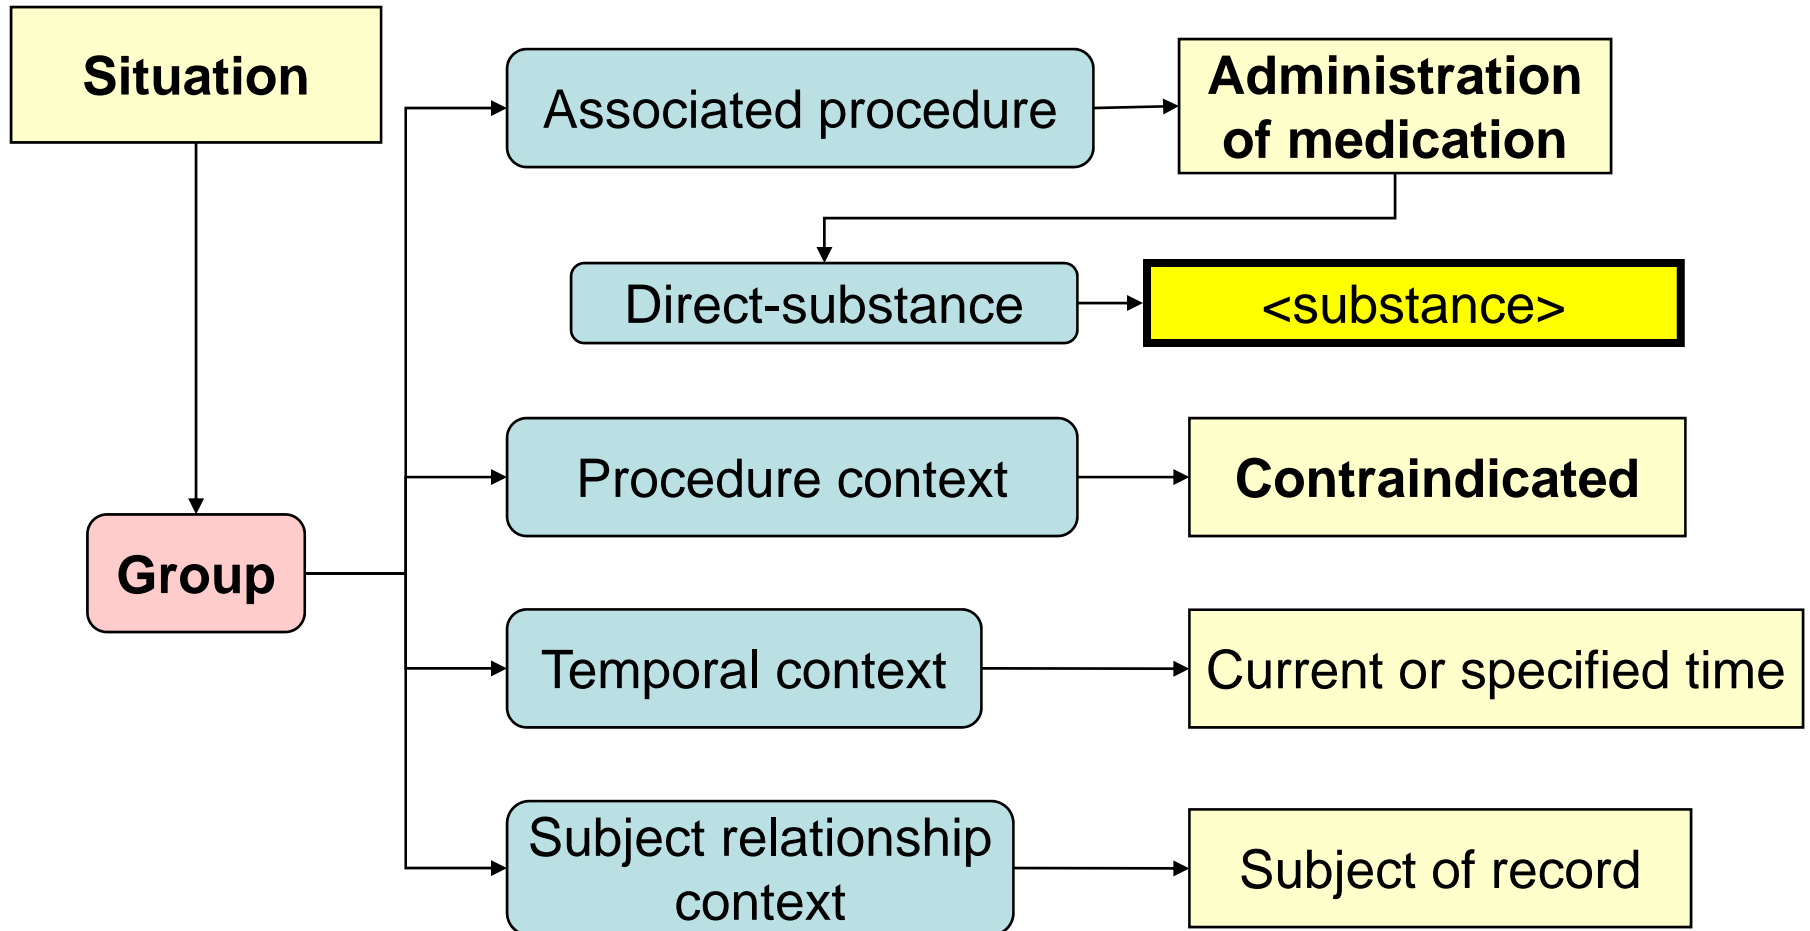 Situation
Associated procedure
Administration
of medication
Direct-substance
<substance>
Procedure context
Contraindicated
Group
Temporal context
Current or specified time
Subject relationship
context
Subject of record